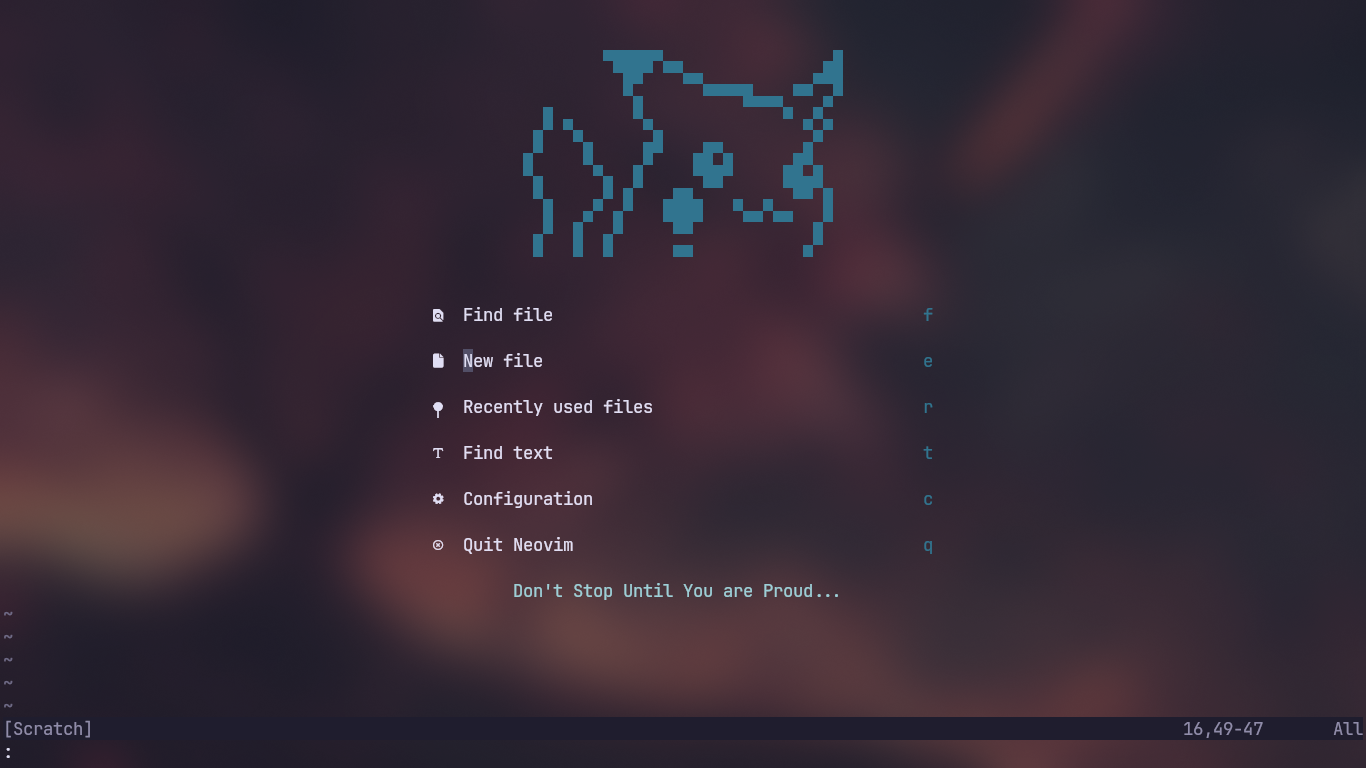 Find file f
New file e
Recently used files r
Find text t
Configuration c
Quit Neovim q
Don't Stop Until You are Proud...
~
~
~
~
~
[Scratch] 16,49-47 All
: